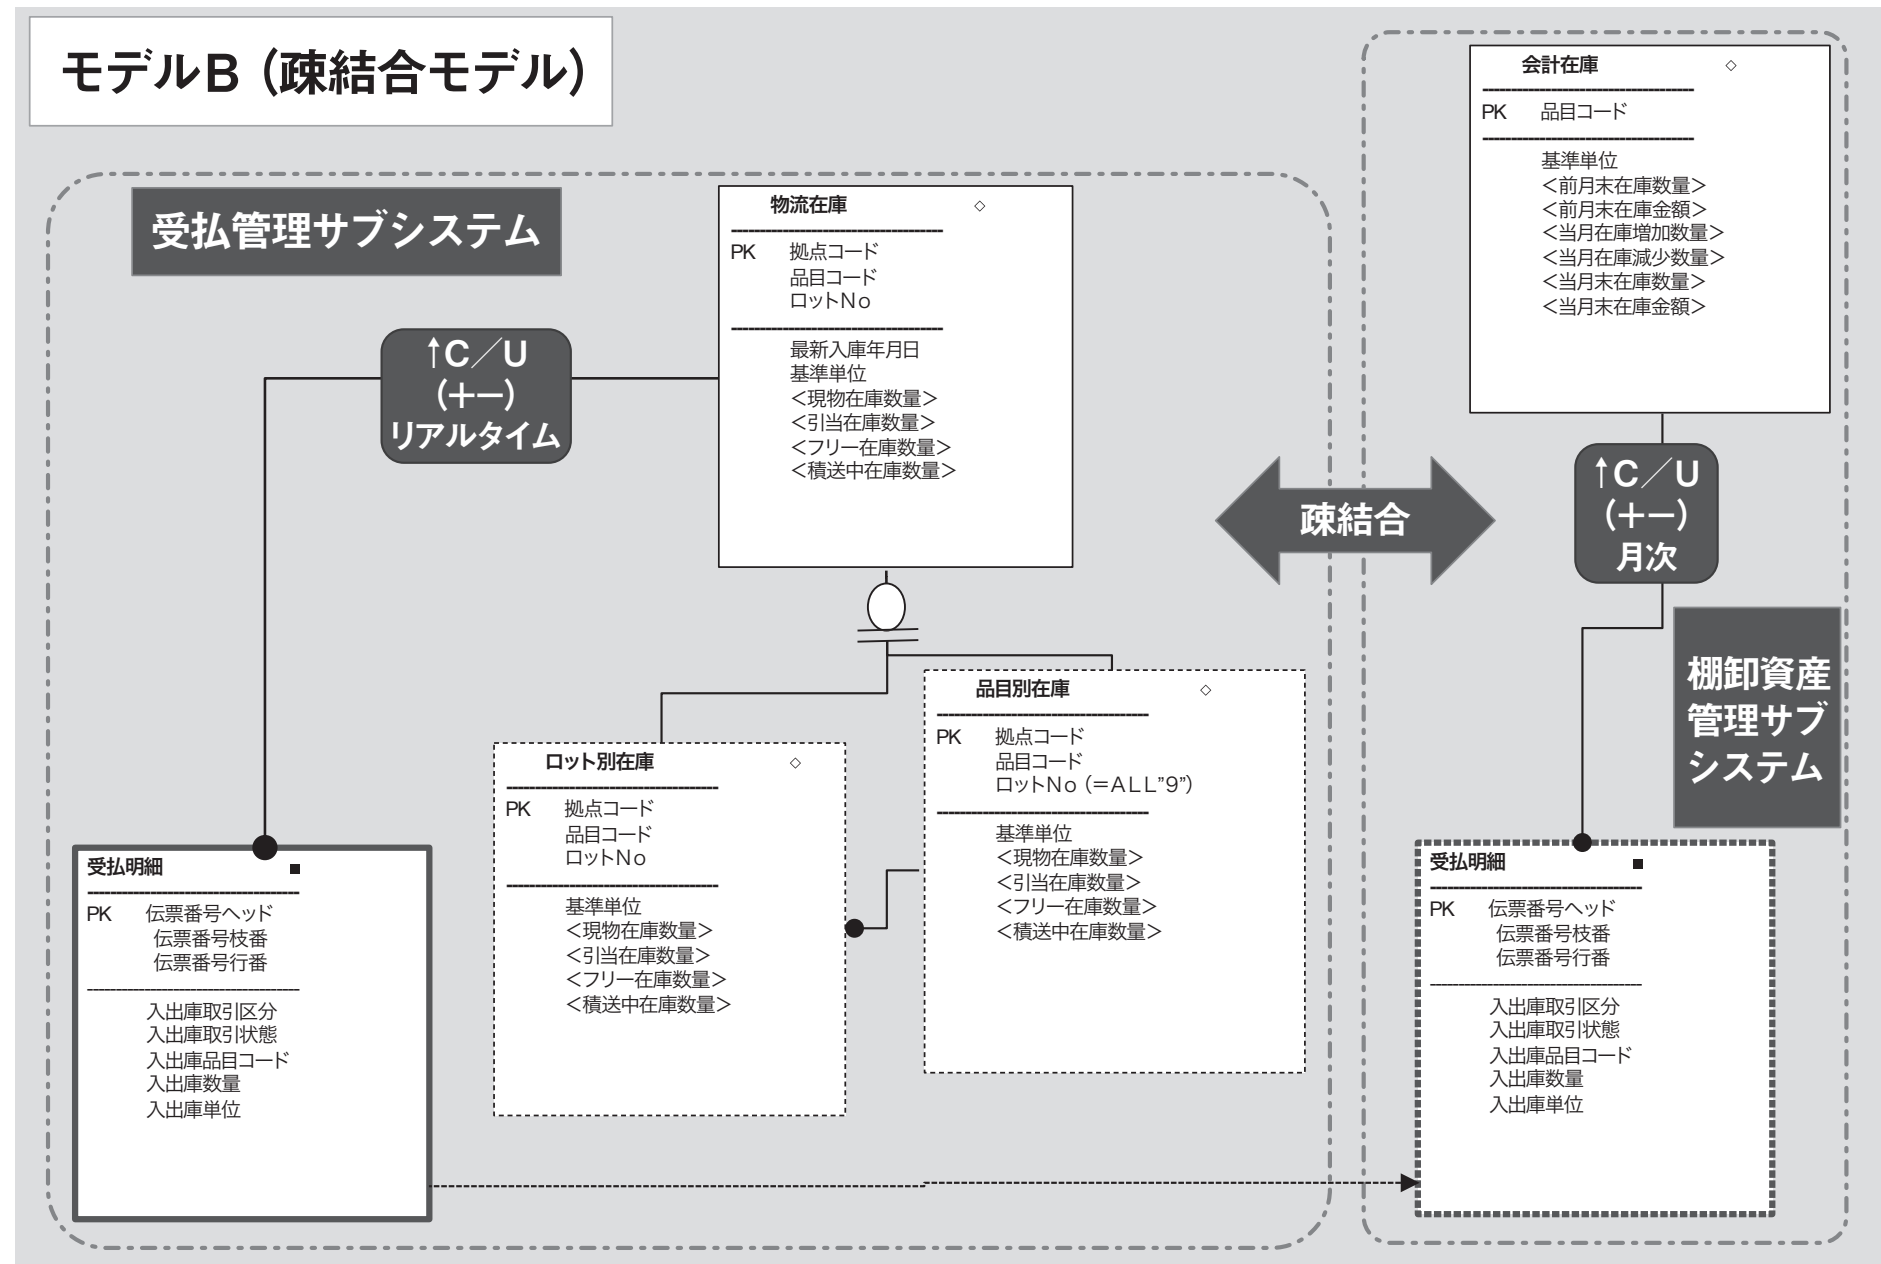 モデルB（疎結合モデル）
受払管理サブシステム
物流在庫 ◇
PK 拠点コード
品目コード
ロットNo
最新入庫年月日
基準単位
＜現物在庫数量＞
＜引当在庫数量＞
＜フリー在庫数量＞
＜積送中在庫数量＞
↑C／U
（＋－）
リアルタイム
ロット別在庫 ◇
PK 拠点コード
品目コード
ロットNo
基準単位
＜現物在庫数量＞
＜引当在庫数量＞
＜フリー在庫数量＞
＜積送中在庫数量＞
品目別在庫 ◇
PK 拠点コード
品目コード
ロットNo（＝ALL”9”）
基準単位
＜現物在庫数量＞
＜引当在庫数量＞
＜フリー在庫数量＞
＜積送中在庫数量＞
受払明細 ■
PK 伝票番号ヘッド
伝票番号枝番
伝票番号行番
入出庫取引区分
入出庫取引状態
入出庫品目コード
入出庫数量
入出庫単位
疎結合
会計在庫 ◇
PK 品目コード
基準単位
＜前月末在庫数量＞
＜前月末在庫金額＞
＜当月在庫増加数量＞
＜当月在庫減少数量＞
＜当月末在庫数量＞
＜当月末在庫金額＞
↑C／U
（＋－）
月次
棚卸資産
管理サブ
システム
受払明細 ■
PK 伝票番号ヘッド
伝票番号枝番
伝票番号行番
入出庫取引区分
入出庫取引状態
入出庫品目コード
入出庫数量
入出庫単位